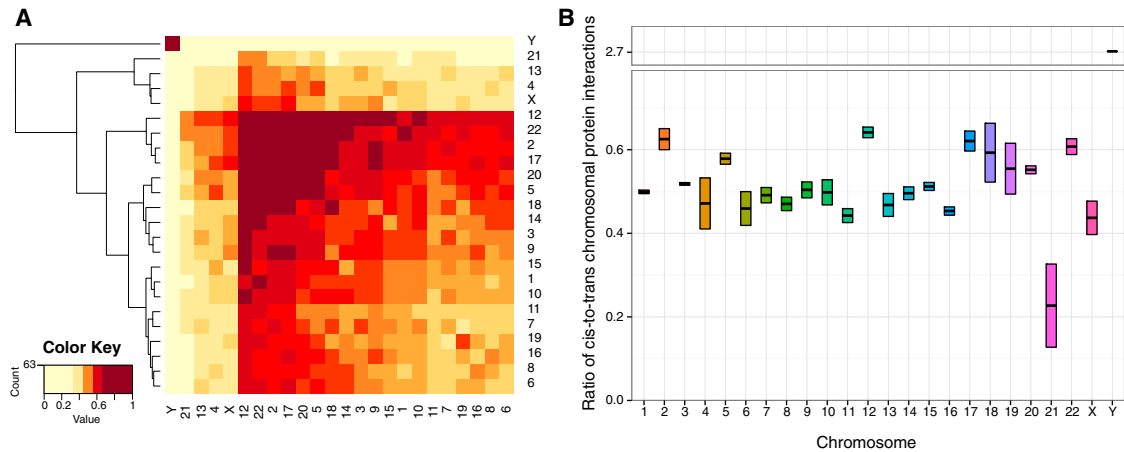 A
Y
21
13
4
X
12
22
2
17
20
5
18
14
3
9
15
1
10
11
7
19
16
8
6
Color Key
63
Count
0 0.2 0.6 1
Value
Y 21 13 4 X 12 22 2 17 20 5 18 14 3 9 15 1 10 11 7 19 16 8 6
B
Ratio of cis-to-trans chromosomal protein interactions
2.7
0.6
0.4
0.2
0.0
1 2 3 4 5 6 7 8 9 10 11 12 13 14 15 16 17 18 19 20 21 22 X Y
Chromosome